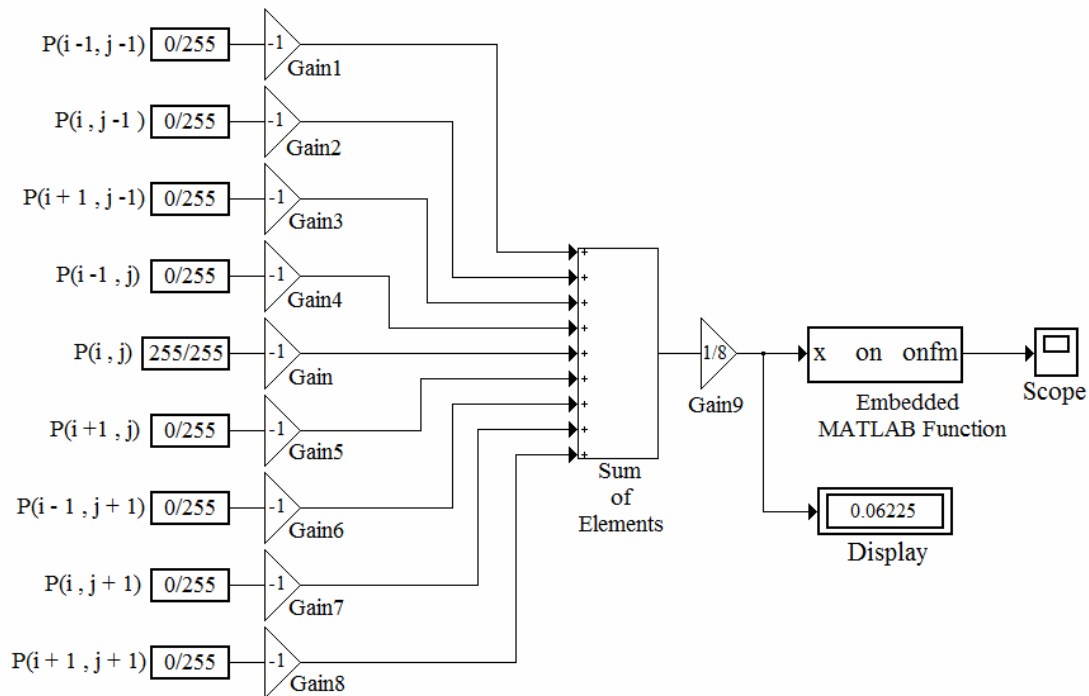 P(i -1, j -1) 0/255 -1
Gain1
P(i , j -1 ) 0/255 -1
Gain2
P(i + 1 , j -1) 0/255 -1
Gain3
P(i -1 , j) 0/255 -1
Gain4
P(i , j) 255/255 -1
Gain
P(i +1 , j) 0/255 -1
Gain5
P(i - 1 , j + 1) 0/255 -1
Gain6
P(i , j + 1) 0/255 -1
Gain7
P(i + 1 , j + 1) 0/255 -1
Gain8
+
+
+
+
+
+
+
+
+
Sum
of
Elements
1/8
Gain9
x on onfm
Embedded
MATLAB Function
Scope
0.06225
Display